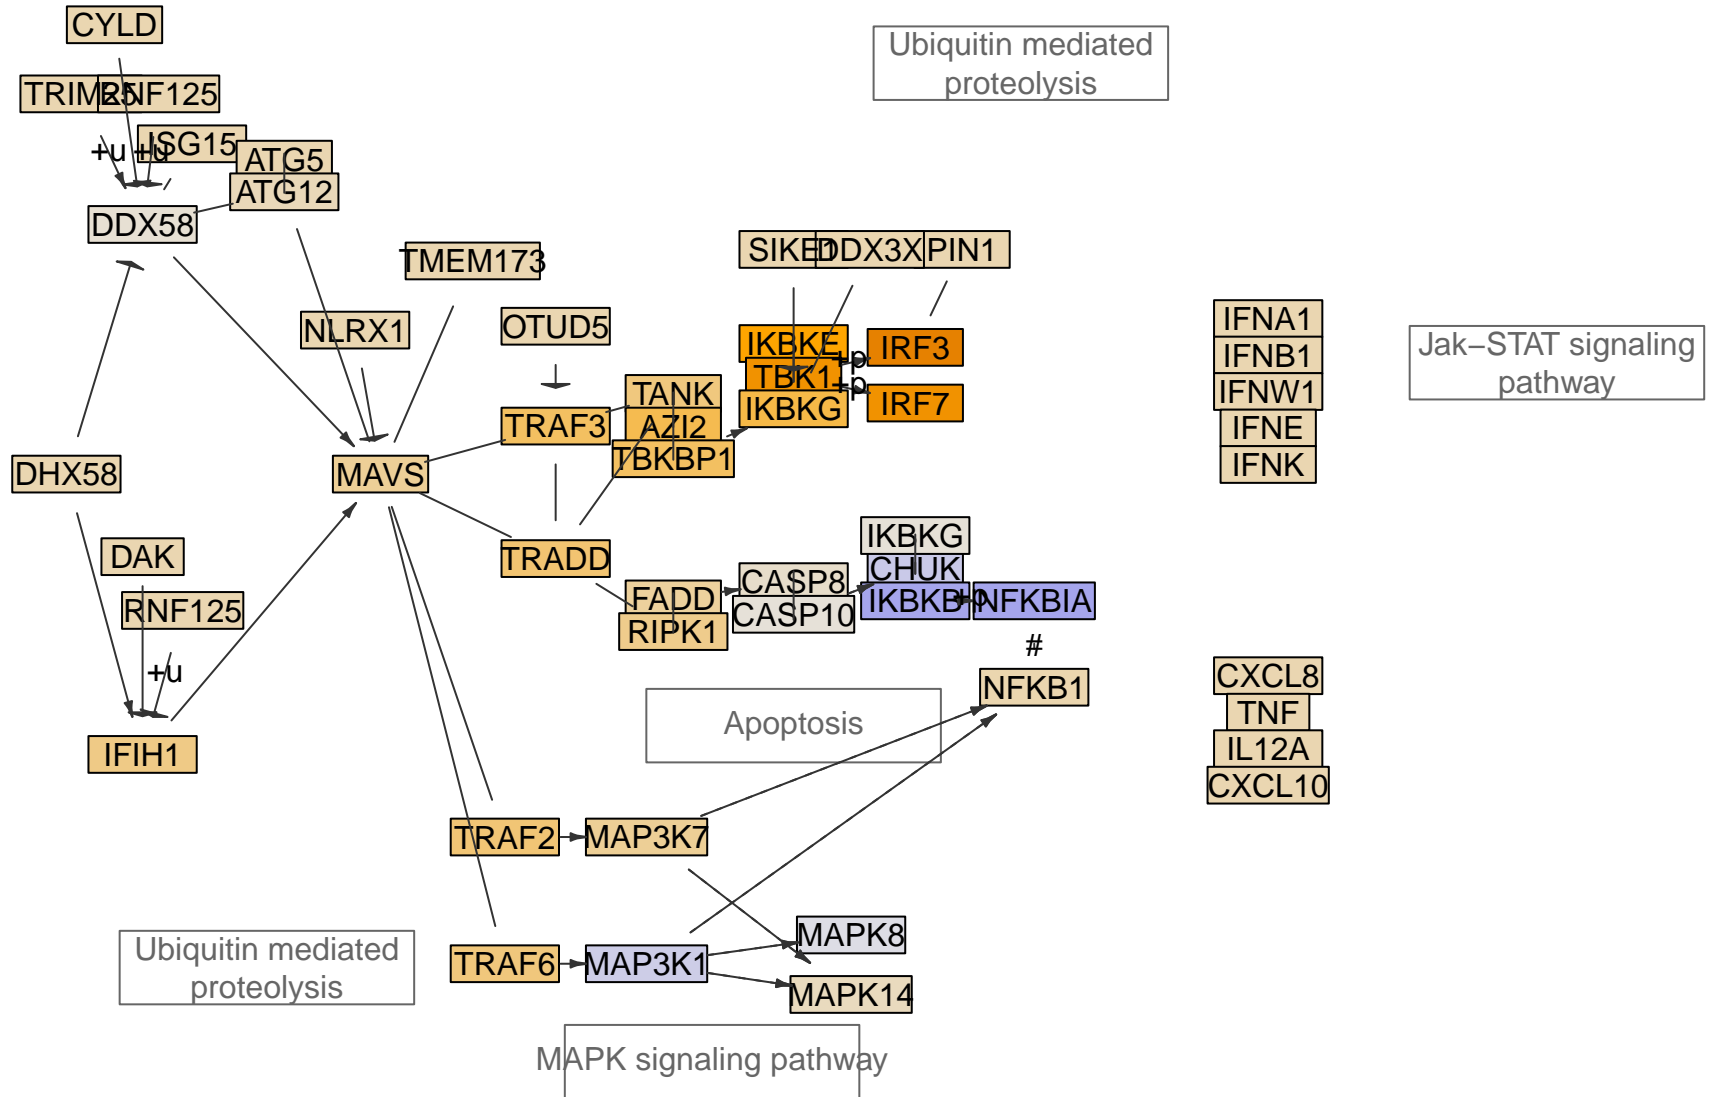 CYLD
Ubiquitin mediated
proteolysis
TRIM25
RNF125
+u
+u
ISG15
ATG5
ATG12
DDX58
TMEM173
SIKE1
DDX3X
PIN1
NLRX1
OTUD5
IKBKE
+p
IRF3
TBK1
+p
IKBKG
IRF7
IFNA1
IFNB1
IFNW1
IFNE
IFNK
Jak–STAT signaling
pathway
TANK
TRAF3
AZI2
TBKBP1
DHX58
MAVS
DAK
RNF125
+u
IFIH1
TRADD
FADD
RIPK1
CASP8
CASP10
IKBKG
CHUK
IKBKB
+p
NFKBIA
#
NFKB1
CXCL8
TNF
IL12A
CXCL10
Apoptosis
TRAF2
MAP3K7
TRAF6
MAP3K1
MAPK8
MAPK14
Ubiquitin mediated
proteolysis
MAPK signaling pathway